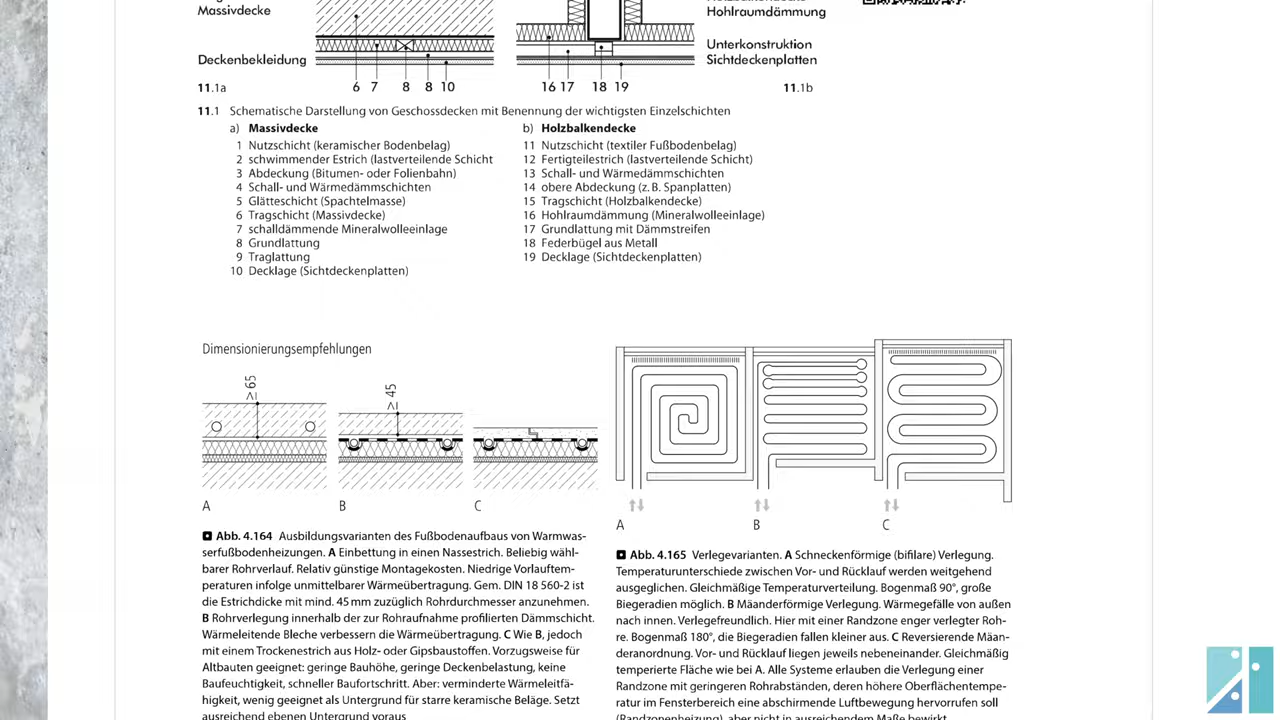 Massivdecke
Deckenbekleidung
6 7 8 8 10
16 17 18 19
Hohlraumdämmung
Unterkonstruktion
Sichtdeckenplatten
11.1a
11.1b
11.1 Schematische Darstellung von Geschossdecken mit Benennung der wichtigsten Einzelschichten
a) Massivdecke
1 Nutzschicht (keramischer Bodenbelag)
2 schwimmender Estrich (lastverteilende Schicht
3 Abdeckung (Bitumen- oder Folienbahn)
4 Schall- und Wärmedämmschichten
5 Glätteschicht (Spachtelmasse)
6 Tragschicht (Massivdecke)
7 schalldämmende Mineralwolleeinlage
8 Grundlattung
9 Traglattung
10 Decklage (Sichtdeckenplatten)
b) Holzbalkendecke
11 Nutzschicht (textiler Fußbodenbelag)
12 Fertigteilestrich (lastverteilende Schicht)
13 Schall- und Wärmedämmschichten
14 obere Abdeckung (z. B. Spanplatten)
15 Tragschicht (Holzbalkendecke)
16 Hohlraumdämmung (Mineralwolleeinlage)
17 Grundlattung mit Dämmstreifen
18 Federbügel aus Metall
19 Decklage (Sichtdeckenplatten)
Dimensionierungsempfehlungen
≥65
≥45
A
B
C
Abb. 4.164 Ausbildungsvarianten des Fußbodenaufbaus von Warmwas-
serfußbodenheizungen. A Einbettung in einen Nassestrich. Beliebig wähl-
barer Rohrverlauf. Relativ günstige Montagekosten. Niedrige Vorlauftem-
peraturen infolge unmittelbarer Wärmeübertragung. Gem. DIN 18 560-2 ist
die Estrichdicke mit mind. 45 mm zuzüglich Rohrdurchmesser anzunehmen.
B Rohrverlegung innerhalb der zur Rohraufnahme profilierten Dämmschicht.
Wärmeleitende Bleche verbessern die Wärmeübertragung. C Wie B, jedoch
mit einem Trockenestrich aus Holz- oder Gipsbaustoffen. Vorzugsweise für
Altbauten geeignet: geringe Bauhöhe, geringe Deckenbelastung, keine
Baufeuchtigkeit, schneller Baufortschritt. Aber: verminderte Wärmeleitfä-
higkeit, wenig geeignet als Untergrund für starre keramische Beläge. Setzt
ausreichend ebenen Untergrund voraus
A
B
C
Abb. 4.165 Verlegevarianten. A Schneckenförmige (bifilare) Verlegung.
Temperaturunterschiede zwischen Vor- und Rücklauf werden weitgehend
ausgeglichen. Gleichmäßige Temperaturverteilung. Bogenmaß 90°, große
Biegeradien möglich. B Mäanderförmige Verlegung. Wärmegefälle von außen
nach innen. Verlegefreundlich. Hier mit einer Randzone enger verlegter Roh-
re. Bogenmaß 180°, die Biegeradien fallen kleiner aus. C Reversierende Mäan-
deranordnung. Vor- und Rücklauf liegen jeweils nebeneinander. Gleichmäßig
temperierte Fläche wie bei A. Alle Systeme erlauben die Verlegung einer
Randzone mit geringeren Rohrabständen, deren höhere Oberflächentempe-
ratur im Fensterbereich eine abschirmende Luftbewegung hervorrufen soll
(Randzonenheizung), aber nicht in ausreichendem Maße bewirkt